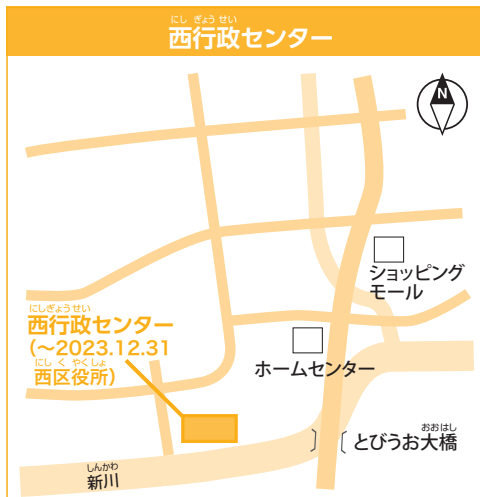 にし ぎょう せい
西行政センター
N
ショッピング
モール
にしぎょうせい
西行政センター
(~2023.12.31
にし く やくしょ
西区役所)
ホームセンター
おおはし
とびうお大橋
しんかわ
新川